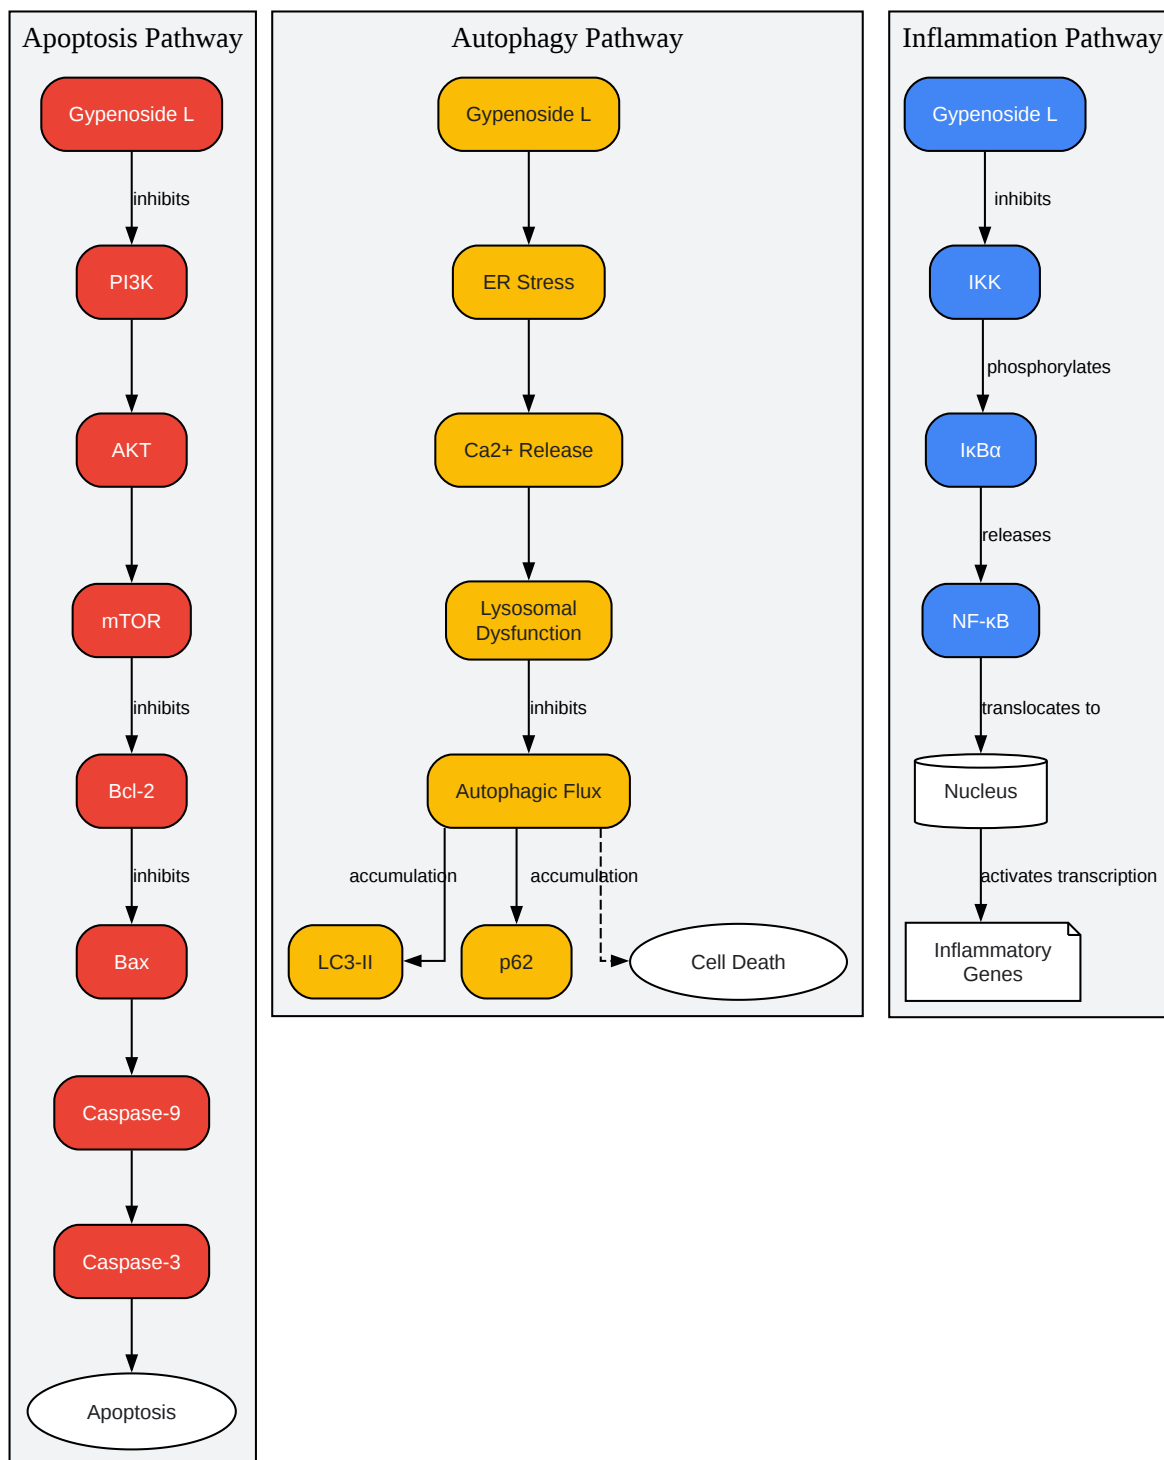 Apoptosis Pathway
Gypenoside L
inhibits
PI3K
AKT
mTOR
inhibits
Bcl-2
inhibits
Bax
Caspase-9
Caspase-3
Apoptosis
Autophagy Pathway
Gypenoside L
ER Stress
Ca2+ Release
Lysosomal
Dysfunction
inhibits
Autophagic Flux
accumulation
accumulation
LC3-II
p62
Cell Death
Inflammation Pathway
Gypenoside L
inhibits
IKK
phosphorylates
IκBα
releases
NF-κB
translocates to
Nucleus
activates transcription
Inflammatory
Genes